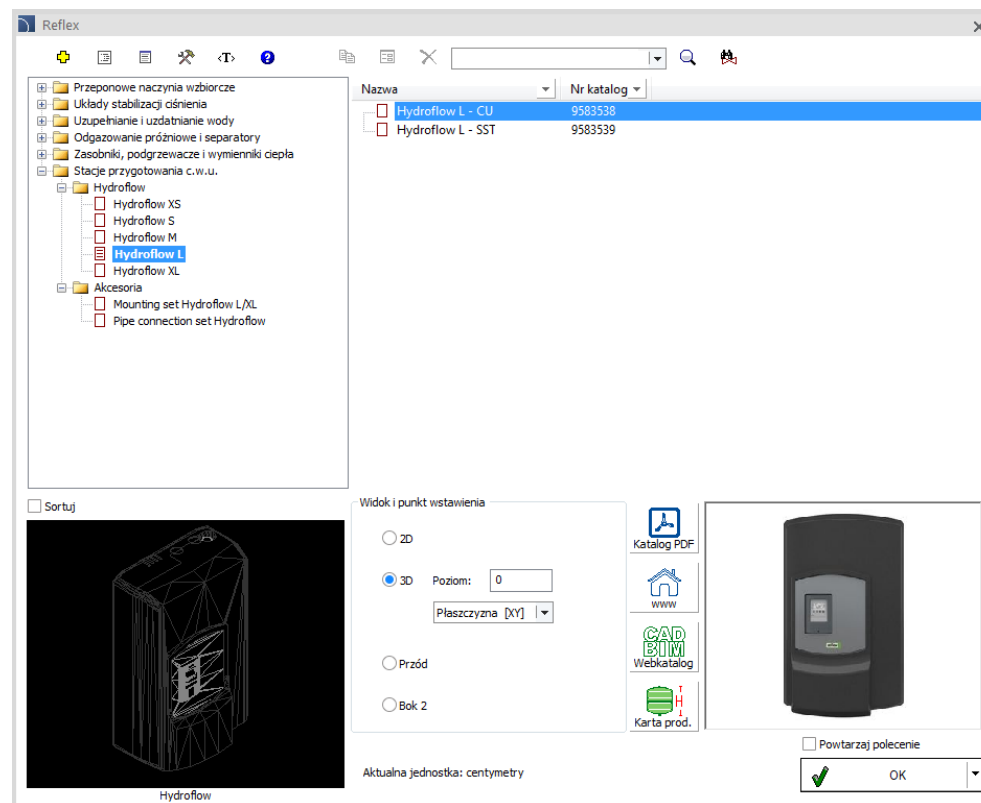 Reflex
<T>
Przeponowe naczynia wzbiorcze
Układy stabilizacji ciśnienia
Uzupełnianie i uzdatnianie wody
Odgazowanie próżniowe i separatory
Zasobniki, podgrzewacze i wymienniki ciepła
Stacje przygotowania c.w.u.
Hydroflow
Hydroflow XS
Hydroflow S
Hydroflow M
Hydroflow L
Hydroflow XL
Akcesoria
Mounting set Hydroflow L/XL
Pipe connection set Hydroflow
Nazwa Nr katalog
Hydroflow L - CU 9583538
Hydroflow L - SST 9583539
Sortuj
Hydroflow
Widok i punkt wstawienia
2D
3D Poziom: 0
Płaszczyzna [XY]
Przód
Bok 2
Aktualna jednostka: centymetry
Katalog PDF
www
CAD
BIM
Webkatalog
H
Karta prod.
Powtarzaj polecenie
OK